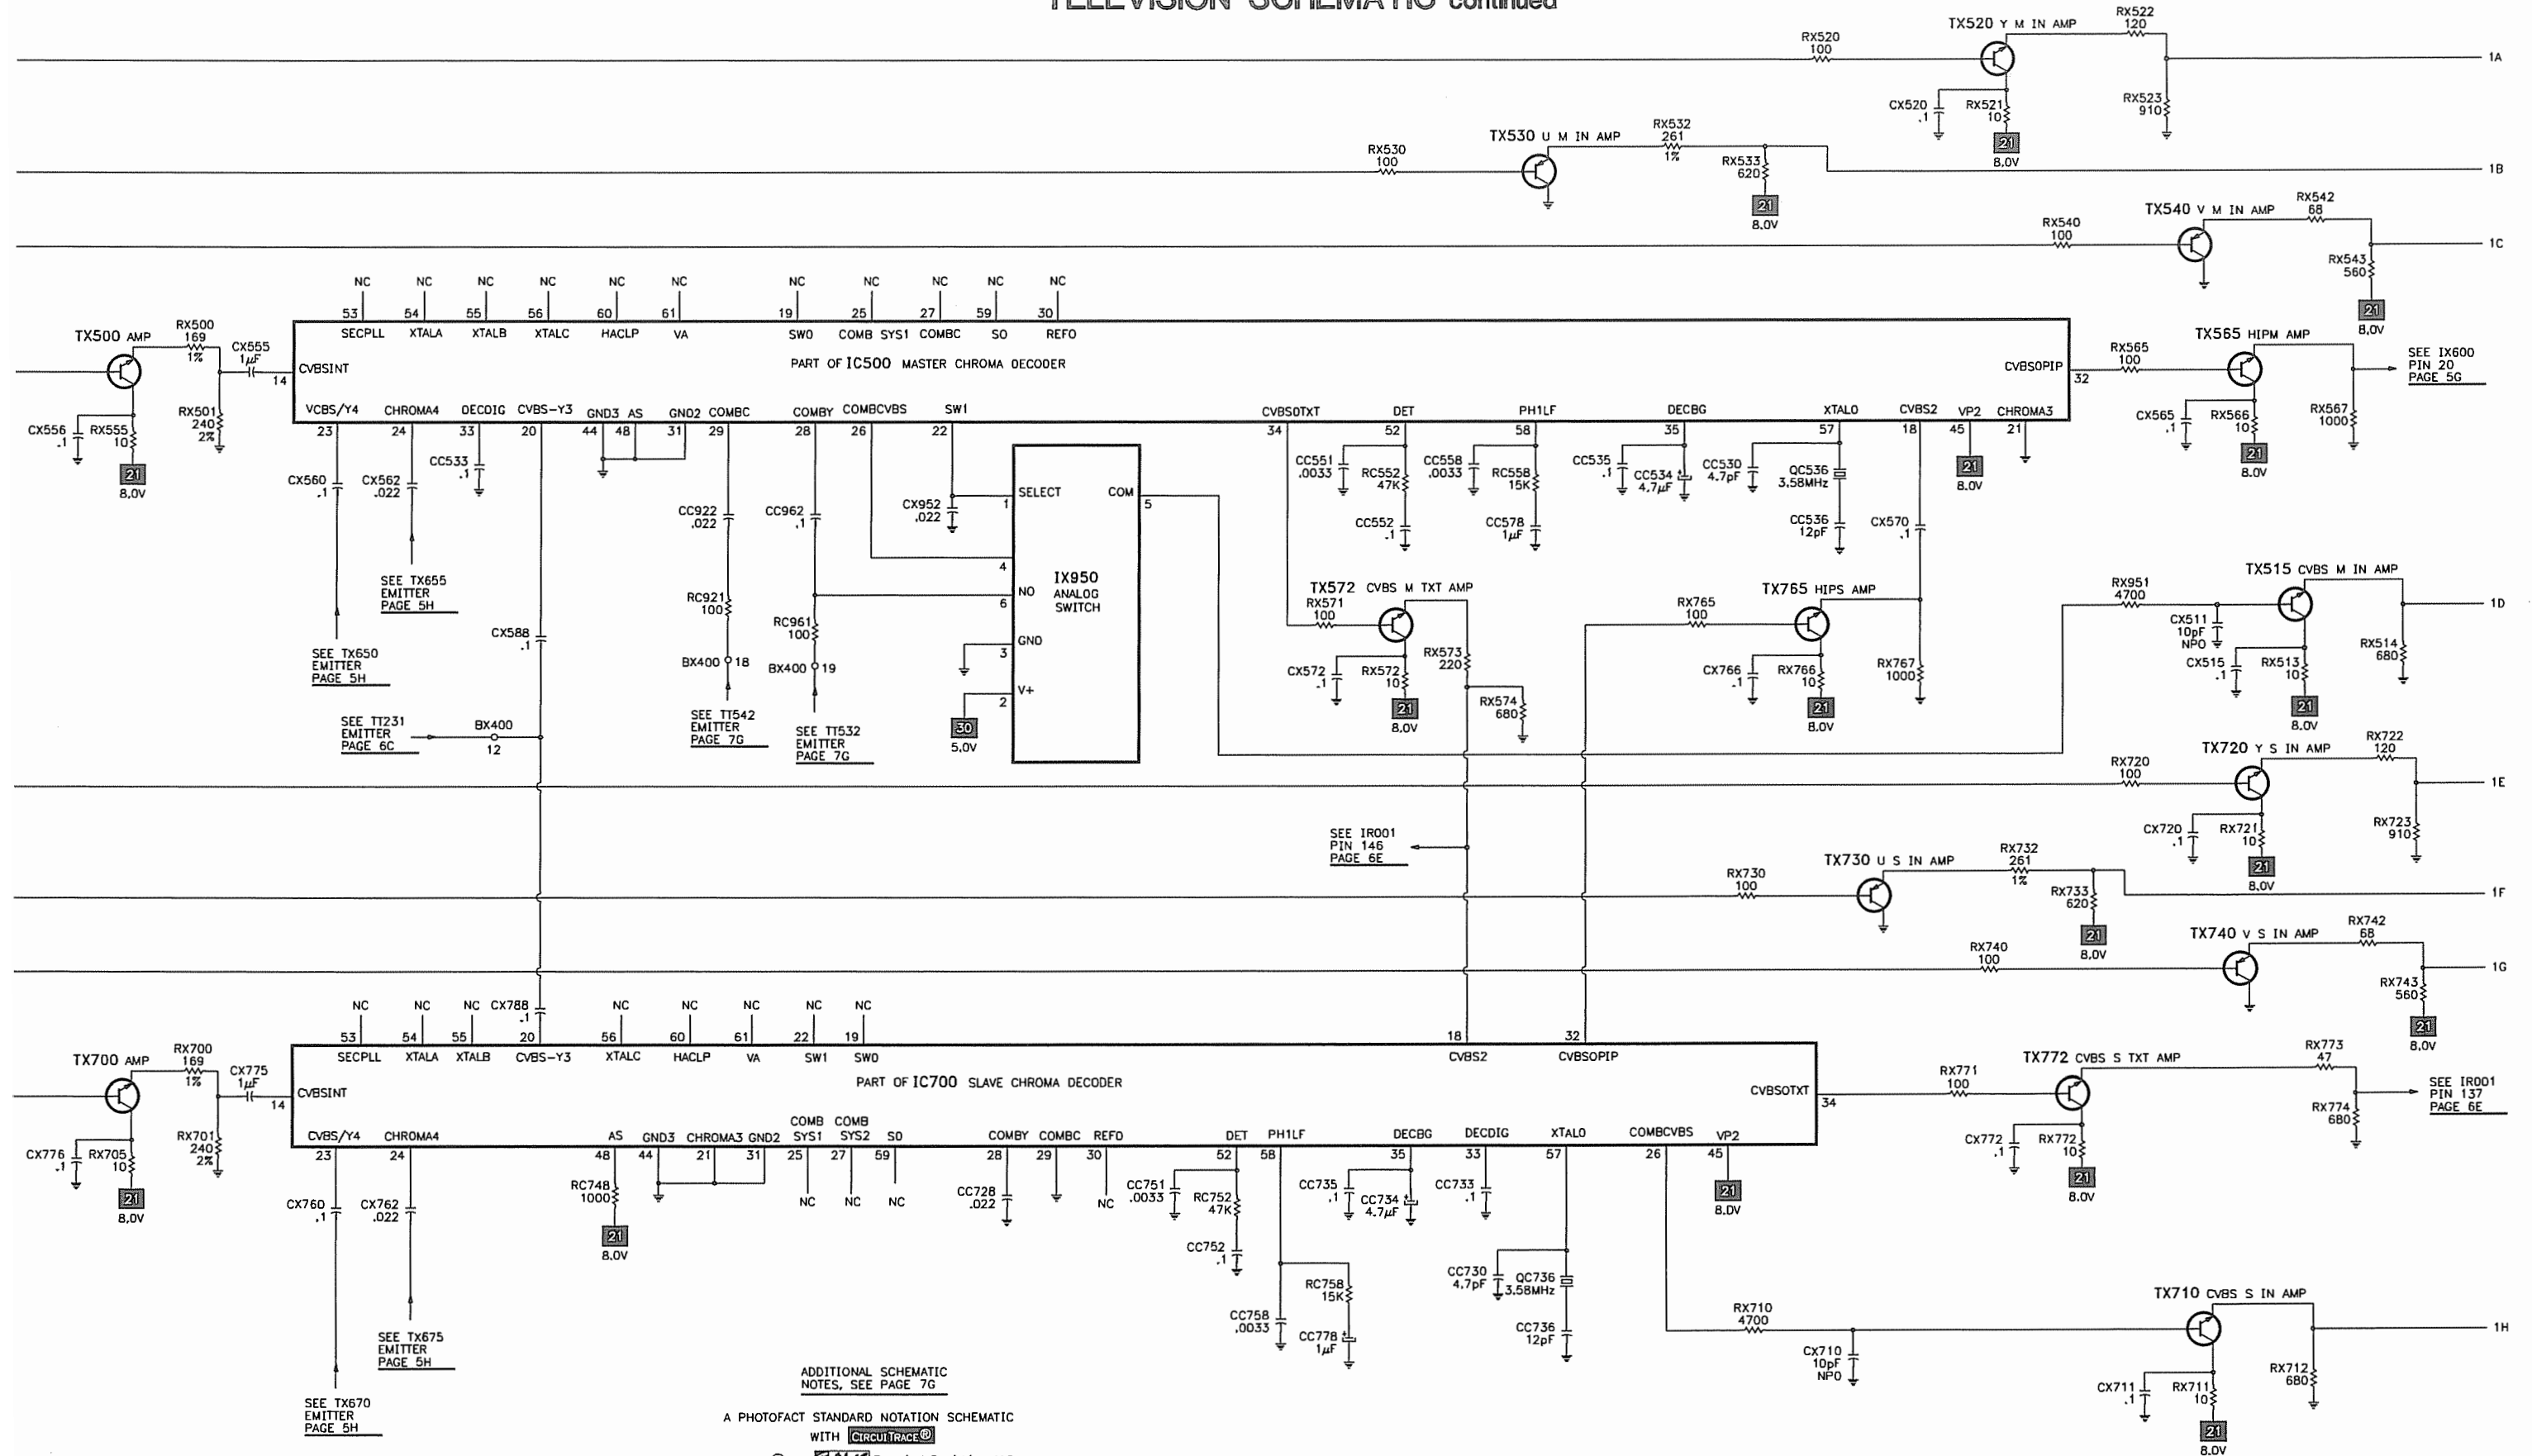 TELEVISION SCHEMATIC continued
RX522
120
TX520 Y M IN AMP
RX520
100
1A
CX520
.1
RX521
10
RX523
910
21
8.0V
TX530 U M IN AMP
RX532
261
1%
RX530
100
RX533
620
1B
21
8.0V
TX540 V M IN AMP
RX542
68
RX540
100
1C
RX543
560
21
8.0V
NC NC NC NC NC NC NC NC NC NC NC
53 54 55 56 60 61 19 25 27 59 30
SECPLL XTALA XTALB XTALC HACLP VA SW0 COMB SYS1 COMBC SO REFO
TX500 AMP
RX500
169
1%
CX555
1µF
14
CVBSINT
PART OF IC500 MASTER CHROMA DECODER
CVBSOPIP
32
RX565
100
TX565 HIPM AMP
SEE IX600
PIN 20
PAGE 5G
CX556
.1
RX555
10
RX501
240
2%
21
8.0V
CX565
.1
RX566
10
RX567
1000
21
8.0V
VCBS/Y4 CHROMA4 DECDIG CVBS-Y3 GND3 AS GND2 COMBC COMBY COMBCVBS SW1 CVBSOTXT DET PH1LF DECBG XTALO CVBS2 VP2 CHROMA3
23 24 33 20 44 48 31 29 28 26 22 34 52 58 35 57 18 45 21
CX560
.1
CX562
.022
CC533
.1
CC922
.022
CC962
.1
CX952
.022
1
SELECT
COM
5
4
IX950
ANALOG
SWITCH
NO
6
GND
3
V+
2
30
5.0V
CC551
.0033
RC552
47K
CC552
.1
CC558
.0033
RC558
15K
CC578
1µF
CC535
.1
CC534
4.7µF
CC530
4.7pF
QC536
3.58MHz
CC536
12pF
CX570
.1
21
8.0V
SEE TX655
EMITTER
PAGE 5H
SEE TX650
EMITTER
PAGE 5H
CX588
.1
RC921
100
BX400 18
SEE TT542
EMITTER
PAGE 7G
RC961
100
BX400 19
SEE TT532
EMITTER
PAGE 7G
SEE TT231
EMITTER
PAGE 6C
BX400
12
TX572 CVBS M TXT AMP
RX571
100
CX572
.1
RX572
10
RX573
220
RX574
680
21
8.0V
TX765 HIPS AMP
RX765
100
CX766
.1
RX766
10
RX767
1000
21
8.0V
TX515 CVBS M IN AMP
RX951
4700
1D
CX511
10pF
NPO
CX515
.1
RX513
10
RX514
680
21
8.0V
TX720 Y S IN AMP
RX722
120
RX720
100
1E
CX720
.1
RX721
10
RX723
910
21
8.0V
SEE IR001
PIN 146
PAGE 6E
TX730 U S IN AMP
RX732
261
1%
RX730
100
RX733
620
1F
21
8.0V
TX740 V S IN AMP
RX742
68
RX740
100
1G
RX743
560
21
8.0V
NC NC NC CX788 NC NC NC NC NC
.1
53 54 55 20 56 60 61 22 19 18 32
SECPLL XTALA XTALB CVBS-Y3 XTALC HACLP VA SW1 SW0 CVBS2 CVBSOPIP
TX700 AMP
RX700
169
1%
CX775
1µF
14
CVBSINT
PART OF IC700 SLAVE CHROMA DECODER
CVBSOTXT
34
RX771
100
TX772 CVBS S TXT AMP
RX773
47
SEE IR001
PIN 137
PAGE 6E
RX774
680
CX772
.1
RX772
10
21
8.0V
CX776
.1
RX705
10
RX701
240
2%
21
8.0V
CVBS/Y4 CHROMA4 AS GND3 CHROMA3 GND2 COMB SYS1 COMB SYS2 SO COMBY COMBC REFO DET PH1LF DECBG DECDIG XTALO COMBCVBS VP2
23 24 48 44 21 31 25 27 59 28 29 30 52 58 35 33 57 26 45
CX760
.1
CX762
.022
RC748
1000
21
8.0V
NC NC NC
CC728
.022
NC
CC751
.0033
RC752
47K
CC752
.1
CC735
.1
CC734
4.7µF
CC733
.1
21
8.0V
CC758
.0033
RC758
15K
CC778
1µF
CC730
4.7pF
QC736
3.58MHz
CC736
12pF
RX710
4700
CX710
10pF
NPO
TX710 CVBS S IN AMP
1H
CX711
.1
RX711
10
RX712
680
21
8.0V
SEE TX675
EMITTER
PAGE 5H
SEE TX670
EMITTER
PAGE 5H
ADDITIONAL SCHEMATIC
NOTES, SEE PAGE 7G
A PHOTOFACT STANDARD NOTATION SCHEMATIC
WITH CIRCUITRACE®